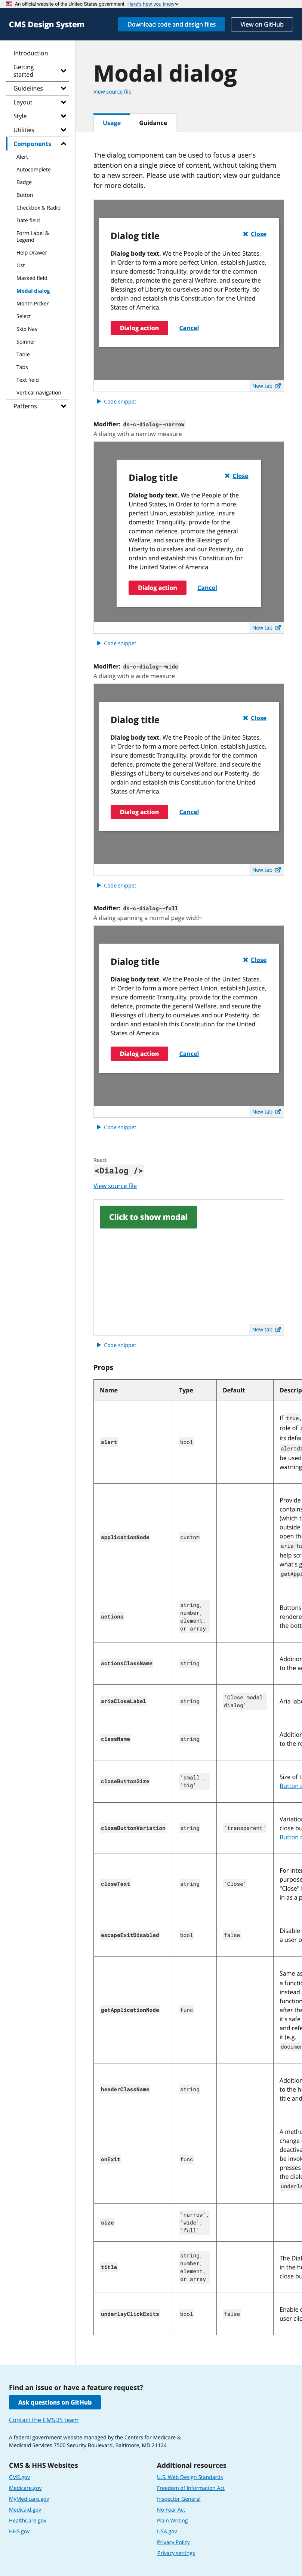 An official website of the United States government Here's how you know
CMS Design System
Download code and design files
View on GitHub
Introduction
Getting started
Guidelines
Layout
Style
Utilities
Components
Alert
Autocomplete
Badge
Button
Checkbox & Radio
Date field
Form Label & Legend
Help Drawer
List
Masked field
Modal dialog
Month Picker
Select
Skip Nav
Spinner
Table
Tabs
Text field
Vertical navigation
Patterns
Modal dialog
View source file
Usage
Guidance
The dialog component can be used to focus a user's
attention on a single piece of content, without taking them
to a new screen. Please use with caution; view our guidance
for more details.
Dialog title
Close
Dialog body text. We the People of the United States,
in Order to form a more perfect Union, establish Justice,
insure domestic Tranquility, provide for the common
defence, promote the general Welfare, and secure the
Blessings of Liberty to ourselves and our Posterity, do
ordain and establish this Constitution for the United
States of America.
Dialog action
Cancel
New tab
Code snippet
Modifier: ds-c-dialog--narrow
A dialog with a narrow measure
Dialog title
Close
Dialog body text. We the People of the
United States, in Order to form a more
perfect Union, establish Justice, insure
domestic Tranquility, provide for the
common defence, promote the general
Welfare, and secure the Blessings of
Liberty to ourselves and our Posterity, do
ordain and establish this Constitution for
the United States of America.
Dialog action
Cancel
New tab
Code snippet
Modifier: ds-c-dialog--wide
A dialog with a wide measure
Dialog title
Close
Dialog body text. We the People of the United States,
in Order to form a more perfect Union, establish Justice,
insure domestic Tranquility, provide for the common
defence, promote the general Welfare, and secure the
Blessings of Liberty to ourselves and our Posterity, do
ordain and establish this Constitution for the United
States of America.
Dialog action
Cancel
New tab
Code snippet
Modifier: ds-c-dialog--full
A dialog spanning a normal page width
Dialog title
Close
Dialog body text. We the People of the United States,
in Order to form a more perfect Union, establish Justice,
insure domestic Tranquility, provide for the common
defence, promote the general Welfare, and secure the
Blessings of Liberty to ourselves and our Posterity, do
ordain and establish this Constitution for the United
States of America.
Dialog action
Cancel
New tab
Code snippet
React
<Dialog />
View source file
Click to show modal
New tab
Code snippet
Props
Name Type Default Descrip
alert bool
If true,
role of
its defau
alertdi
be used
warning
applicationNode custom
Provide
contains
(which t
outside
open thi
aria-hi
help scr
what's g
getAppl
actions
string,
number,
element,
or array
Buttons
rendere
the bott
actionsClassName string
Addition
to the ac
ariaCloseLabel string
'Close modal
dialog'
Aria labe
className string
Addition
to the ro
closeButtonSize
'small',
'big'
Size of t
Button c
closeButtonVariation string 'transparent'
Variatio
close bu
Button c
closeText string 'Close'
For inter
purpose
"Close" l
in as a p
escapeExitDisabled bool false
Disable
a user p
getApplicationNode func
Same as
a functio
instead
function
after the
it's safe
and refe
it (e.g.
documen
headerClassName string
Addition
to the he
title and
onExit func
A metho
change
deactiva
be invok
presses
the dialo
underla
size
'narrow',
'wide',
'full'
title
string,
number,
element,
or array
The Dial
in the he
close bu
underlayClickExits bool false
Enable e
user clic
Find an issue or have a feature request?
Ask questions on GitHub
Contact the CMSDS team
A federal government website managed by the Centers for Medicare &
Medicaid Services 7500 Security Boulevard, Baltimore, MD 21124
CMS & HHS Websites
CMS.gov
Medicare.gov
MyMedicare.gov
Medicaid.gov
HealthCare.gov
HHS.gov
Additional resources
U.S. Web Design Standards
Freedom of Information Act
Inspector General
No Fear Act
Plain Writing
USA.gov
Privacy Policy
Privacy settings